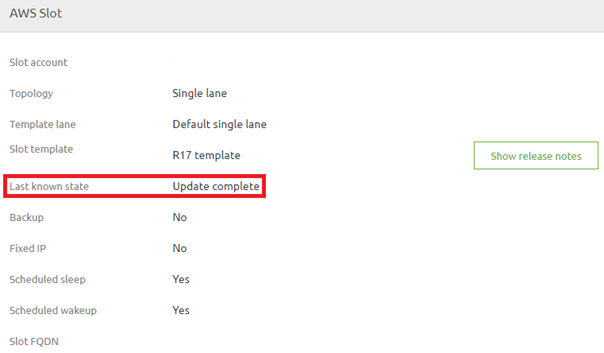 AWS Slot
Slot account
Topology Single lane
Template lane Default single lane
Slot template R17 template Show release notes
Last known state Update complete
Backup No
Fixed IP No
Scheduled sleep Yes
Scheduled wakeup Yes
Slot FQDN